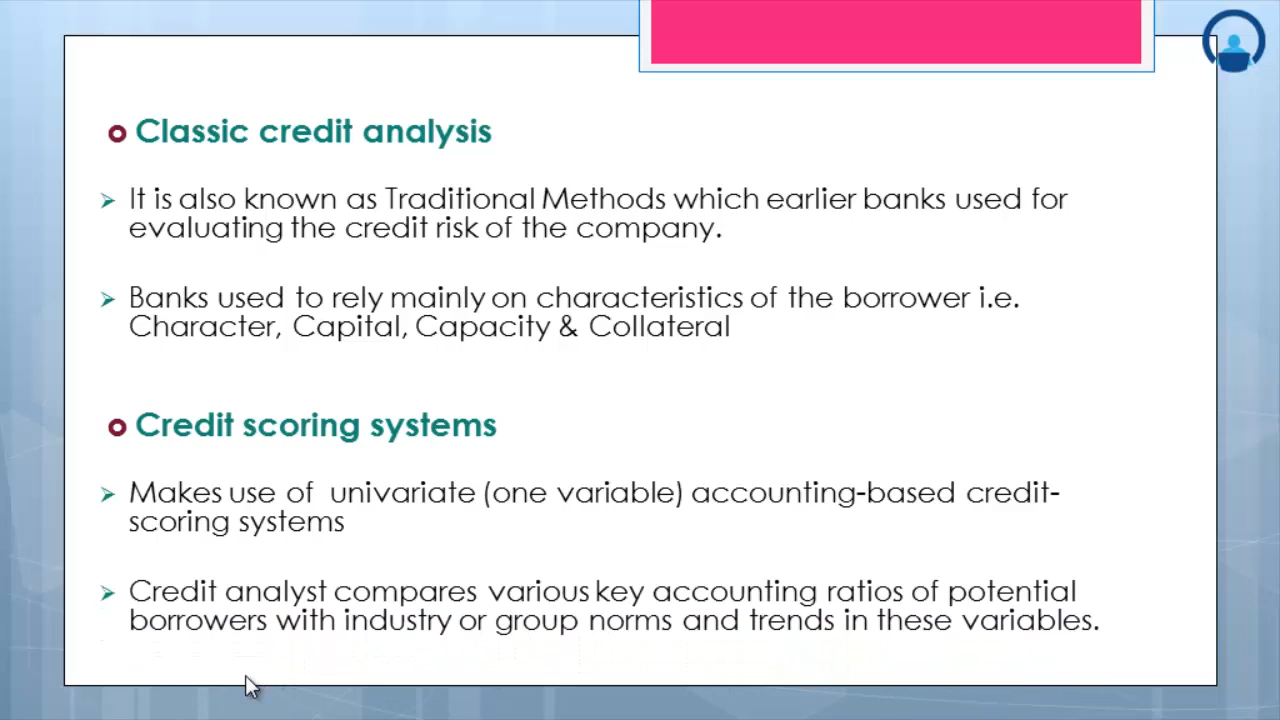 Classic credit analysis
It is also known as Traditional Methods which earlier banks used for
evaluating the credit risk of the company.
Banks used to rely mainly on characteristics of the borrower i.e.
Character, Capital, Capacity & Collateral
Credit scoring systems
Makes use of univariate (one variable) accounting-based credit-
scoring systems
Credit analyst compares various key accounting ratios of potential
borrowers with industry or group norms and trends in these variables.